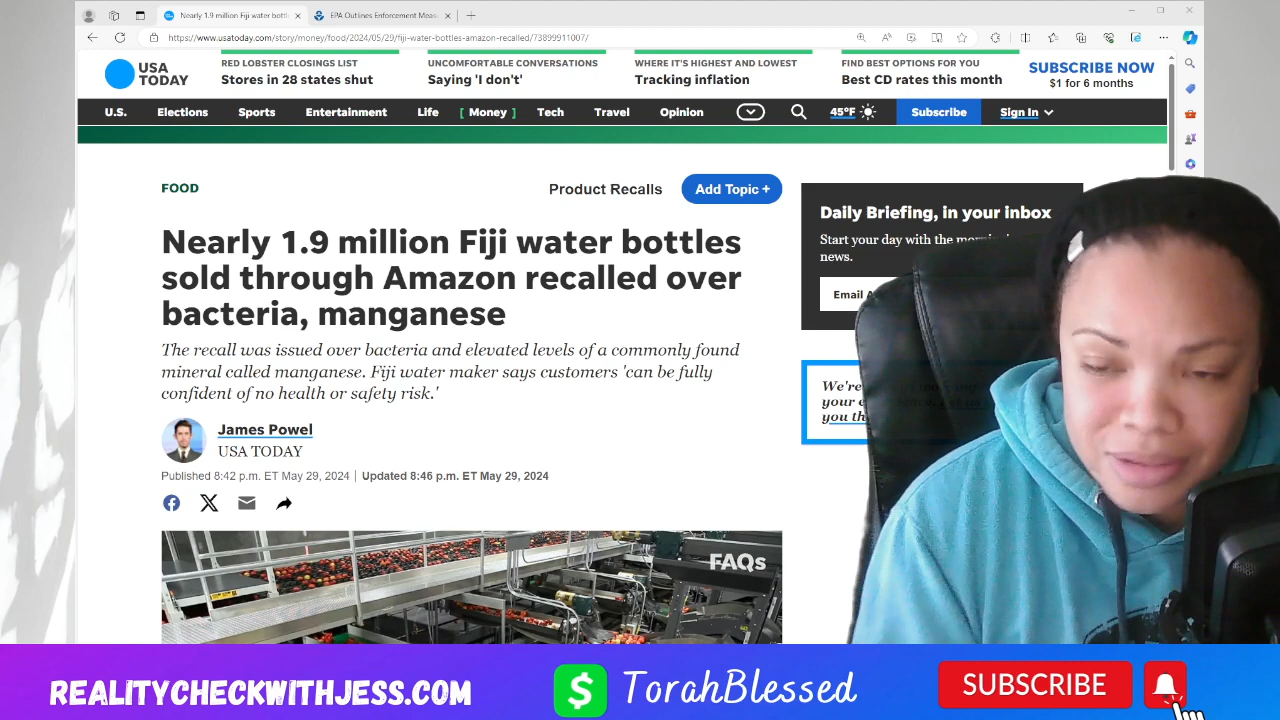 Nearly 1.9 million Fiji water bottl
EPA Outlines Enforcement Meas
https://www.usatoday.com/story/money/food/2024/05/29/fiji-water-bottles-amazon-recalled/73899911007/
USA
TODAY
RED LOBSTER CLOSINGS LIST
Stores in 28 states shut
UNCOMFORTABLE CONVERSATIONS
Saying 'I don't'
WHERE IT'S HIGHEST AND LOWEST
Tracking inflation
FIND BEST OPTIONS FOR YOU
Best CD rates this month
SUBSCRIBE NOW
$1 for 6 months
U.S. Elections Sports Entertainment Life [ Money ] Tech Travel Opinion 45°F Subscribe Sign In
FOOD
Product Recalls Add Topic +
Nearly 1.9 million Fiji water bottles
sold through Amazon recalled over
bacteria, manganese
The recall was issued over bacteria and elevated levels of a commonly found
mineral called manganese. Fiji water maker says customers 'can be fully
confident of no health or safety risk.'
James Powel
USA TODAY
Published 8:42 p.m. ET May 29, 2024 | Updated 8:46 p.m. ET May 29, 2024
FAQs
Daily Briefing, in your inbox
Start your day with the
news.
Email
We're
your
you
REALITYCHECKWITHJESS.COM
$ TorahBlessed
SUBSCRIBE